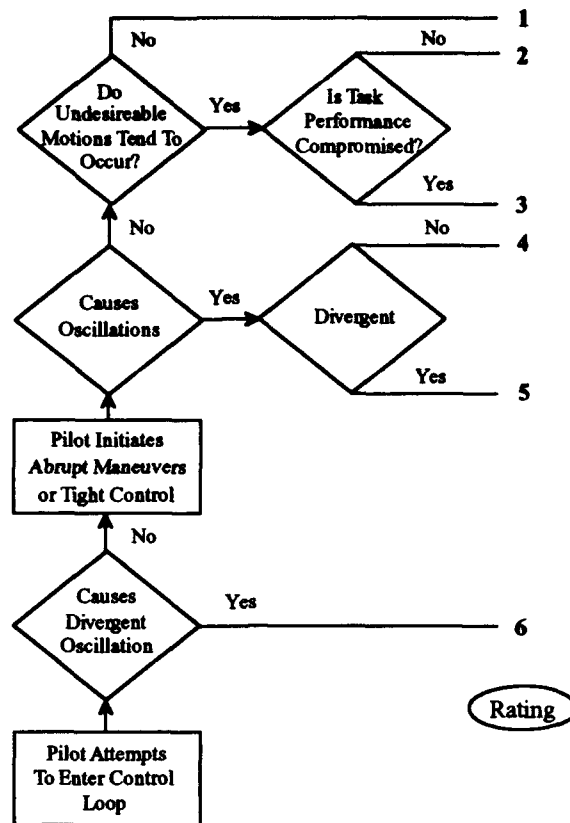 1
No
No
2
Do
Undesireable
Motions Tend To
Occur?
Yes
Is Task
Performance
Compromised?
Yes
3
No
No
4
Causes
Oscillations
Yes
Divergent
Yes
5
Pilot Initiates
Abrupt Maneuvers
or Tight Control
No
Causes
Divergent
Oscillation
Yes
6
Rating
Pilot Attempts
To Enter Control
Loop